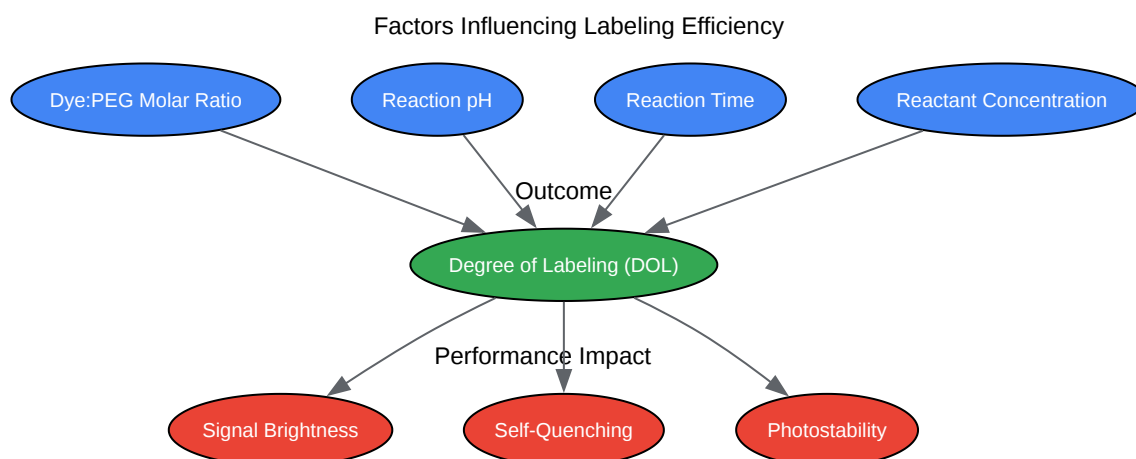 Factors Influencing Labeling Efficiency
Dye:PEG Molar Ratio
Reaction pH
Reaction Time
Reactant Concentration
Outcome
Degree of Labeling (DOL)
Performance Impact
Signal Brightness
Self-Quenching
Photostability